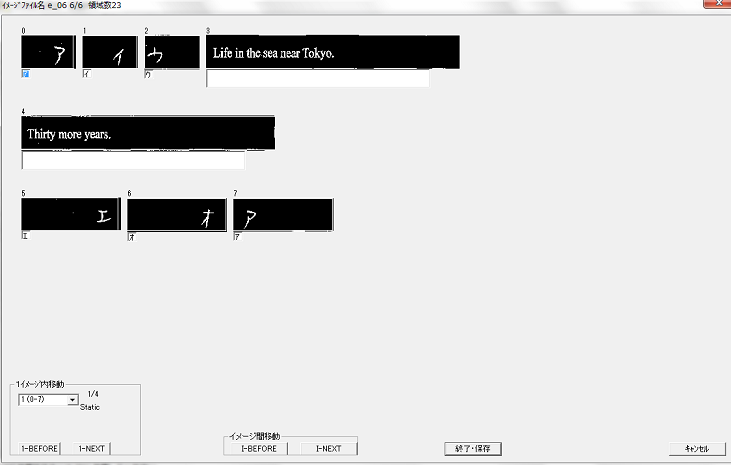 ｲﾒｰｼﾞﾌｧｲﾙ名 e_06 6/6 領域数23
0 1 2 3
ア イ ウ Life in the sea near Tokyo.
ア イ ウ
4
Thirty more years.
5 6 7
エ オ ア
エ オ ア
1イメージ内移動
1 (0-7) 1/4
Static
イメージ間移動
1-BEFORE 1-NEXT I-BEFORE I-NEXT 終了・保存 ｷｬﾝｾﾙ